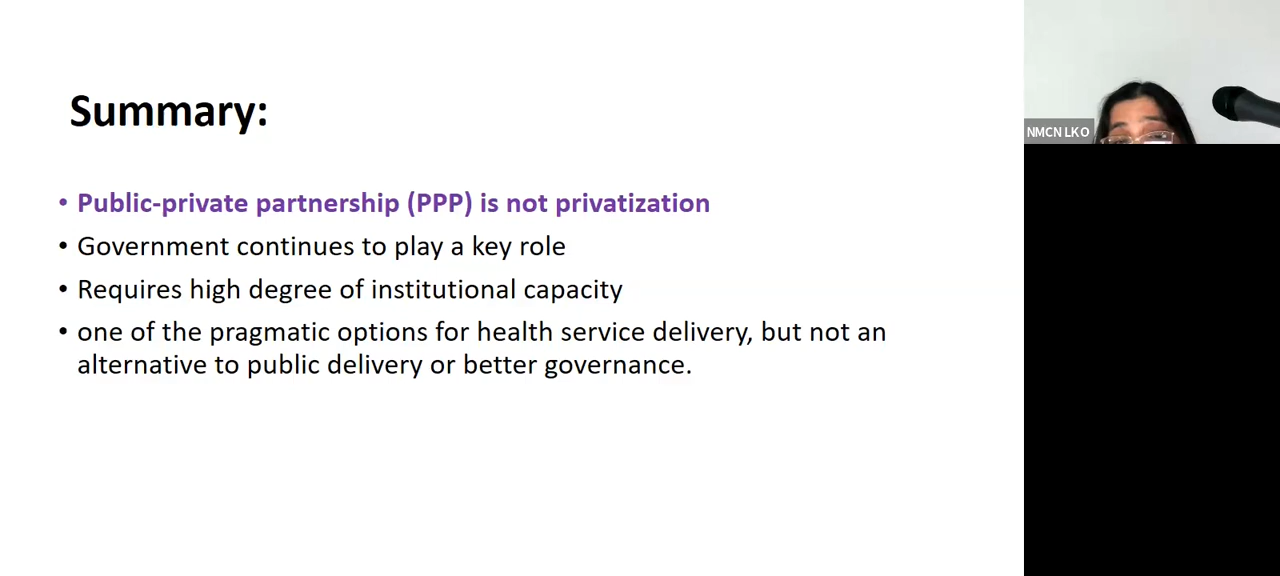 Summary:
• Public-private partnership (PPP) is not privatization
• Government continues to play a key role
• Requires high degree of institutional capacity
• one of the pragmatic options for health service delivery, but not an
alternative to public delivery or better governance.
NMCN LKO